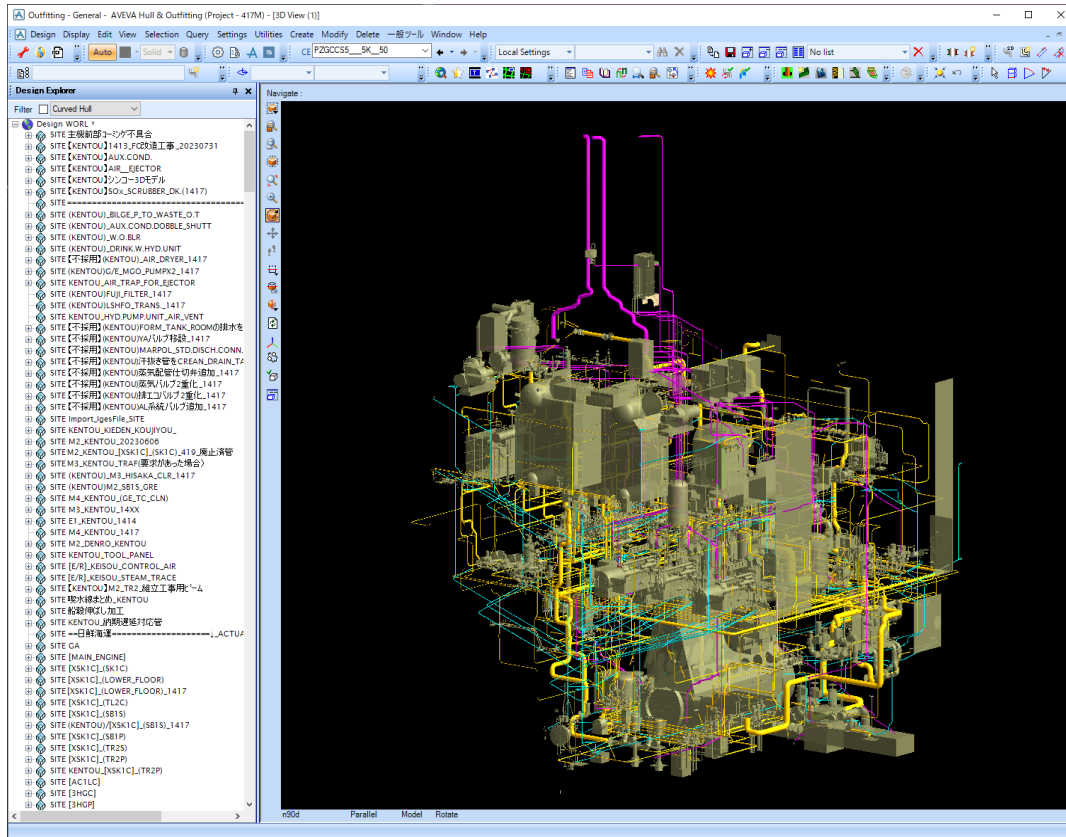 Outfitting - General - AVEVA Hull & Outfitting (Project - 417M) - [3D View (1)]
Design Display Edit View Selection Query Settings Utilities Create Modify Delete 一般ツール Window Help
Auto Solid CE PZGCCS5__5K__50 Local Settings No list
Design Explorer
Filter Curved Hull
Navigate :
Design WORL *
SITE 主機前部コーミング不具合
SITE【KENTOU】1413_FC改造工事_20230731
SITE【KENTOU】AUX.COND.
SITE【KENTOU】AIR__EJECTOR
SITE【KENTOU】シンコー3Dモデル
SITE【KENTOU】SOx_SCRUBBER_DK.(1417)
SITE====================================
SITE (KENTOU)_BILGE_P_TO_WASTE_O.T
SITE (KENTOU)_AUX.COND.DOBBLE_SHUTT
SITE (KENTOU)_W.O.BLR
SITE (KENTOU)_DRINK.W.HYD.UNIT
SITE【不採用】(KENTOU)_AIR_DRYER_1417
SITE (KENTOU)G/E_MGO_PUMPX2_1417
SITE KENTOU_AIR_TRAP_FOR_EJECTOR
SITE (KENTOU)FUJI_FILTER_1417
SITE (KENTOU)LSHFO_TRANS._1417
SITE KENTOU_HYD.PUMP.UNIT_AIR_VENT
SITE【不採用】(KENTOU)FORM_TANK_ROOMの排水を
SITE【不採用】(KENTOU)YAバルブ移設_1417
SITE【不採用】(KENTOU)MARPOL_STD.DISCH.CONN.
SITE【不採用】(KENTOU)汗抜き管をCREAN_DRAIN_TA
SITE【不採用】(KENTOU)蒸気配管仕切弁追加_1417
SITE【不採用】(KENTOU)蒸気バルブ2重化_1417
SITE【不採用】(KENTOU)排エコバルブ2重化_1417
SITE【不採用】(KENTOU)AL系統バルブ追加_1417
SITE Import_IgesFile_SITE
SITE KENTOU_KIEDEN_KOUJIYOU_
SITE M2_KENTOU_20230606
SITE M2_KENTOU_[XSK1C]_(SK1C)_419_廃止済管
SITE M3_KENTOU_TRAF(要求があった場合)
SITE (KENTOU)_M3_HISAKA_CLR_1417
SITE (KENTOU)M2_SB1S_GRE
SITE M4_KENTOU_(GE_TC_CLN)
SITE M3_KENTOU_14XX
SITE E1_KENTOU_1414
SITE M4_KENTOU_1417
SITE M2_DENRO_KENTOU
SITE KENTOU_TOOL_PANEL
SITE [E/R]_KEISOU_CONTROL_AIR
SITE [E/R]_KEISOU_STEAM_TRACE
SITE【KENTOU】M2_TR2_組立工事用ビーム
SITE 喫水線まとめ_KENTOU
SITE 船殻伸ばし加工
SITE KENTOU_納期遅延対応管
SITE ==日鮮海運====================↓_ACTUA
SITE GA
SITE [MAIN_ENGINE]
SITE [XSK1C]_(SK1C)
SITE [XSK1C]_(LOWER_FLOOR)
SITE [XSK1C]_(LOWER_FLOOR)_1417
SITE [XSK1C]_(TL2C)
SITE [XSK1C]_(SB1S)
SITE (KENTOU)/[XSK1C]_(SB1S)_1417
SITE [XSK1C]_(SB1P)
SITE [XSK1C]_(TR2S)
SITE [XSK1C]_(TR2P)
SITE KENTOU_[XSK1C]_(TR2P)
SITE [AC1LC]
SITE [3HGC]
SITE [3HGP]
n90d Parallel Model Rotate